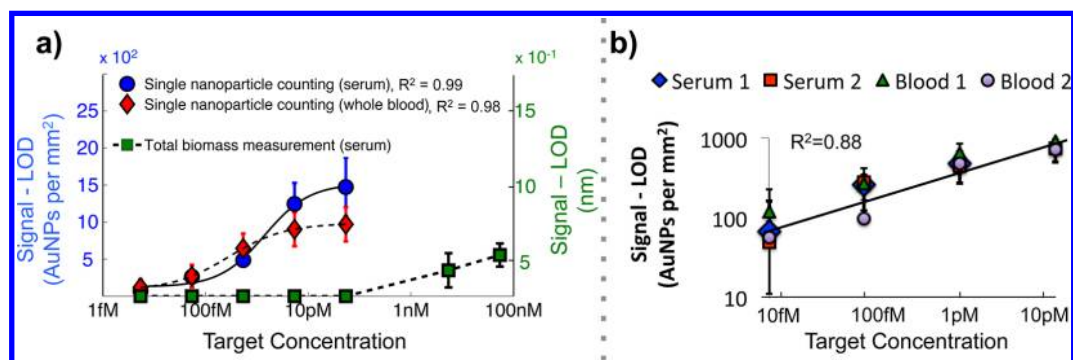 a)
x 10²
x 10⁻¹
Single nanoparticle counting (serum), R² = 0.99
Single nanoparticle counting (whole blood), R² = 0.98
Total biomass measurement (serum)
Signal - LOD
(AuNPs per mm²)
25
20
15
10
5
Signal – LOD
(nm)
15
10
5
1fM
100fM
10pM
1nM
100nM
Target Concentration
b)
Serum 1
Serum 2
Blood 1
Blood 2
R²=0.88
Signal - LOD
(AuNPs per mm²)
1000
100
10
10fM
100fM
1pM
10pM
Target Concentration